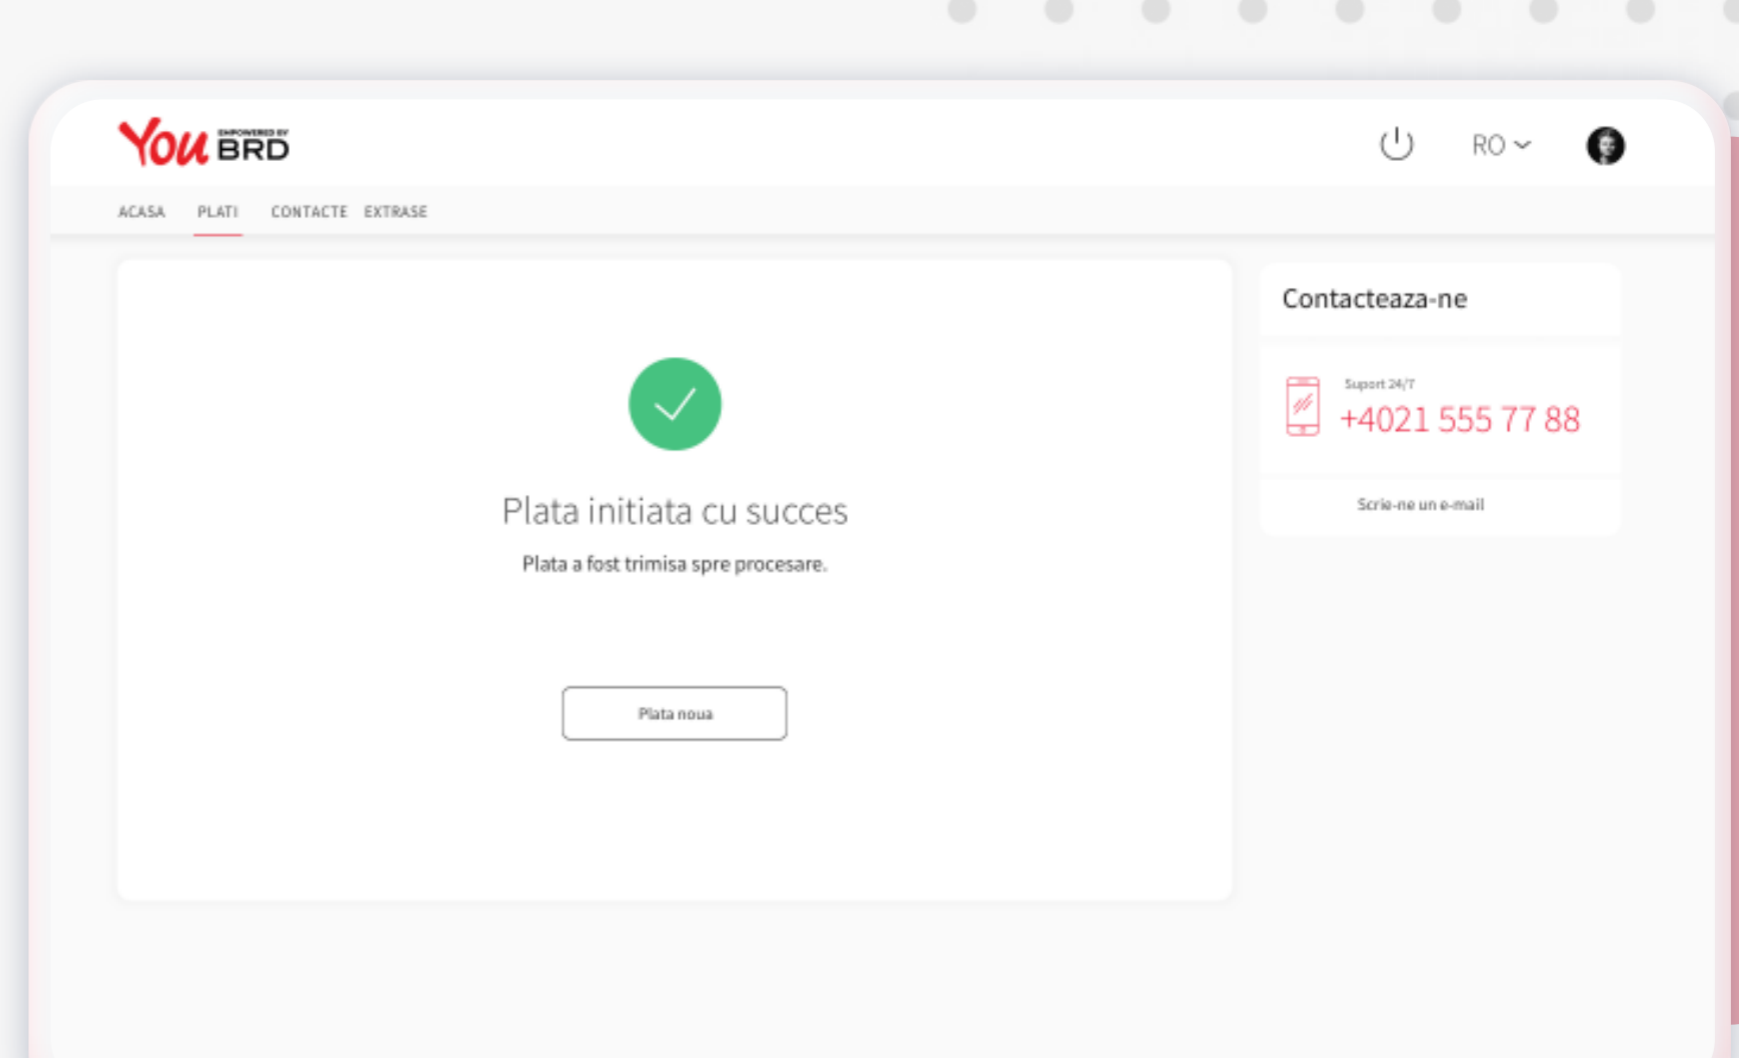 You EMPOWERED BY BRD
RO
ACASA PLATI CONTACTE EXTRASE
Plata initiata cu succes
Plata a fost trimisa spre procesare.
Plata noua
Contacteaza-ne
Suport 24/7
+4021 555 77 88
Scrie-ne un e-mail